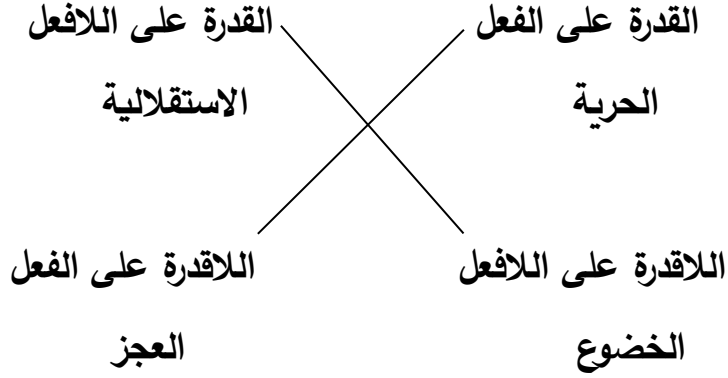 القدرة على الفعل
القدرة على اللافعل
الحرية
الاستقلالية
اللاقدرة على اللافعل
اللاقدرة على الفعل
الخضوع
العجز